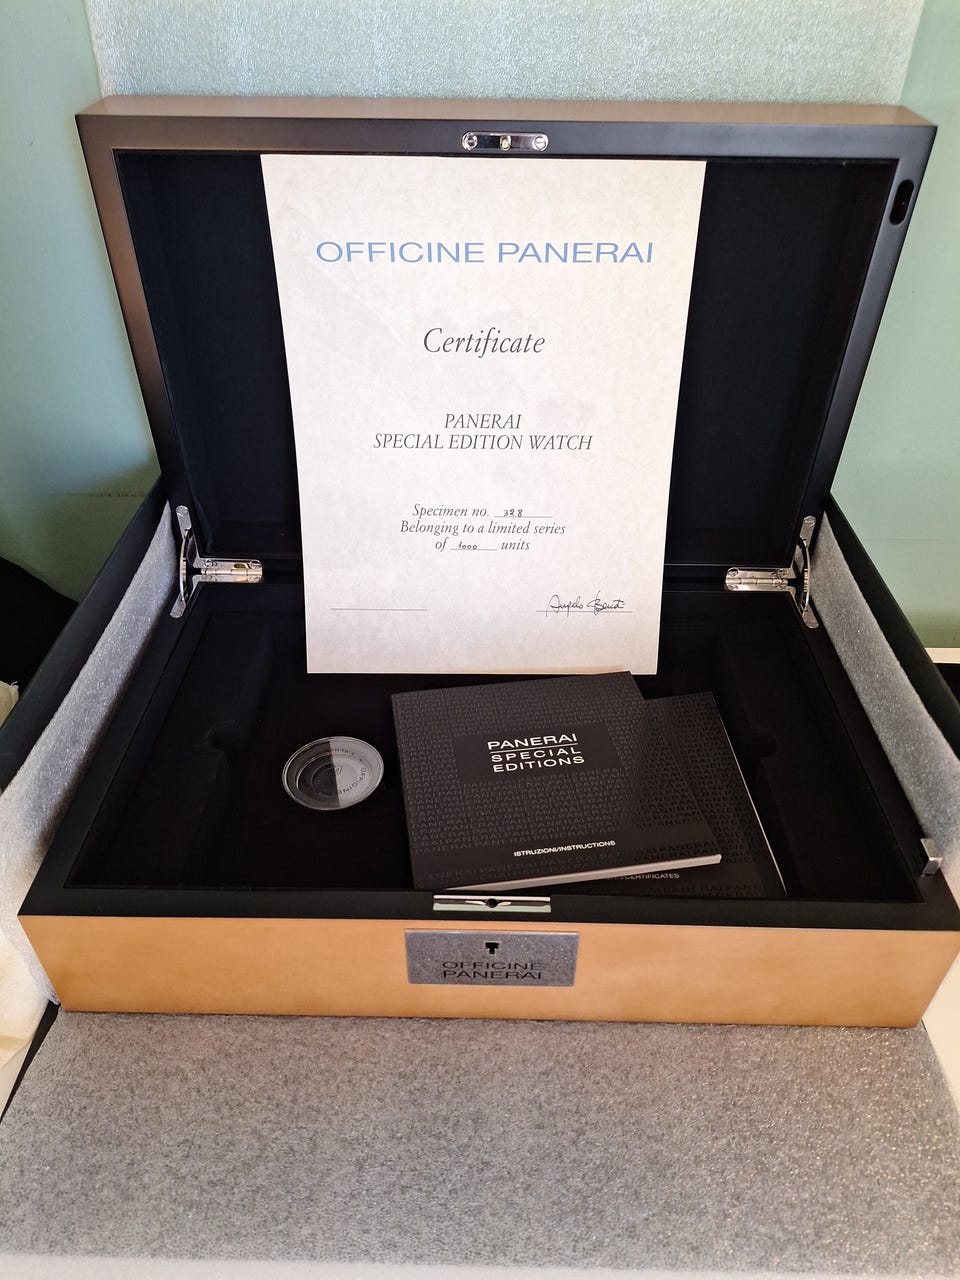 OFFICINE PANERAI
Certificate
PANERAI
SPECIAL EDITION WATCH
Specimen no. 328
Belonging to a limited series
of 1000 units
PANERAI
SPECIAL
EDITIONS
ISTRUZIONI/INSTRUCTIONS
/CERTIFICATES
OFFICINE
PANERAI